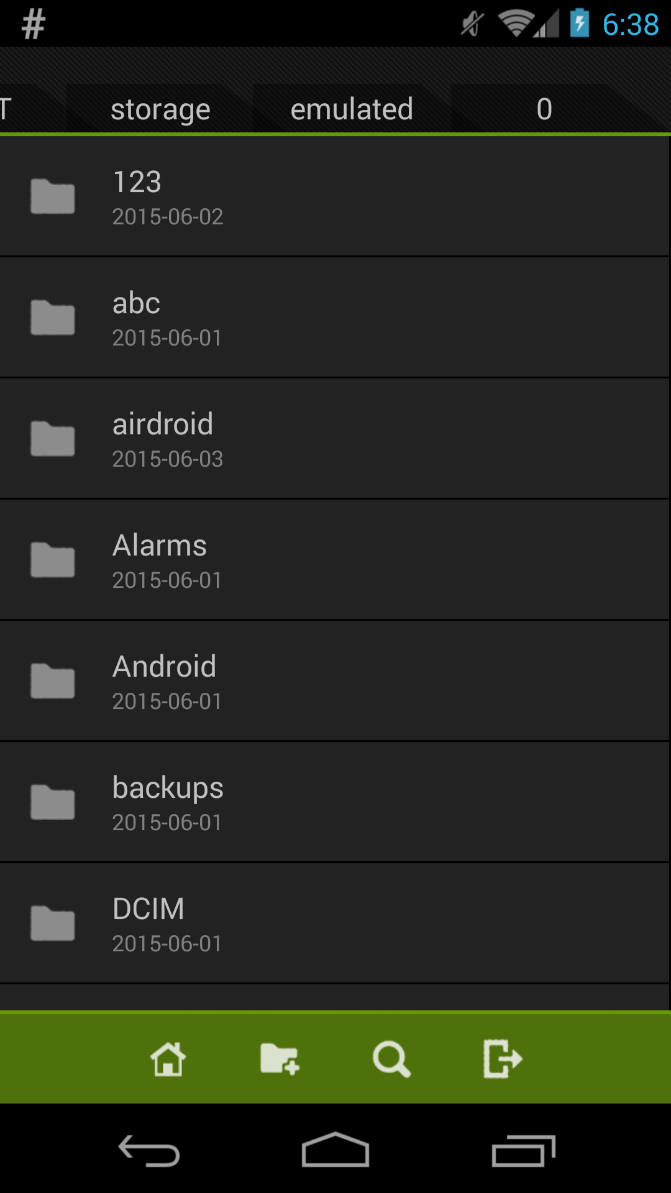 #
6:38
T
storage
emulated
0
123
2015-06-02
abc
2015-06-01
airdroid
2015-06-03
Alarms
2015-06-01
Android
2015-06-01
backups
2015-06-01
DCIM
2015-06-01